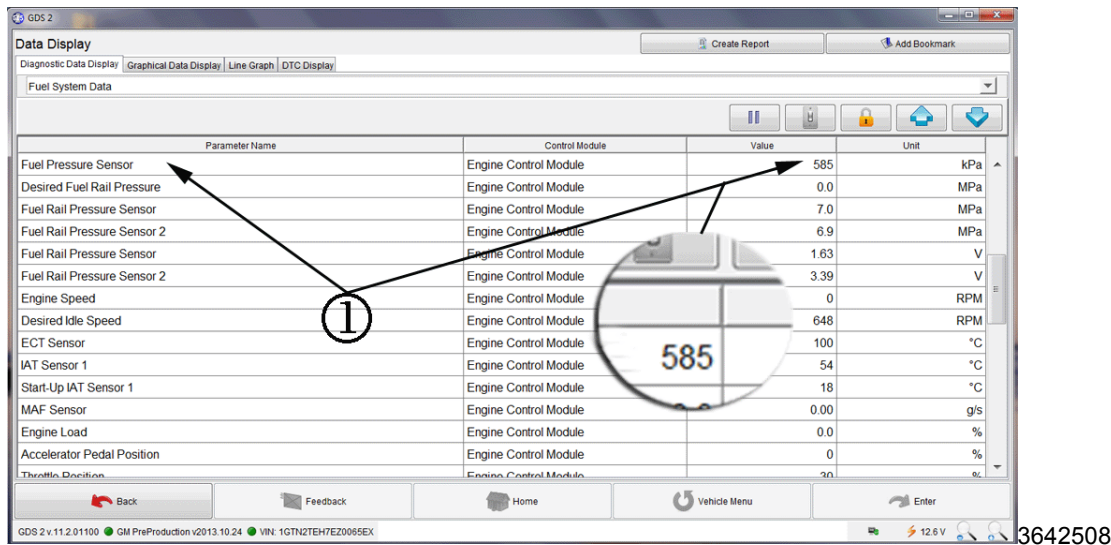 GDS 2
Data Display
Create Report
Add Bookmark
Diagnostic Data Display Graphical Data Display Line Graph DTC Display
Fuel System Data
Parameter Name Control Module Value Unit
Fuel Pressure Sensor Engine Control Module 585 kPa
Desired Fuel Rail Pressure Engine Control Module 0.0 MPa
Fuel Rail Pressure Sensor Engine Control Module 7.0 MPa
Fuel Rail Pressure Sensor 2 Engine Control Module 6.9 MPa
Fuel Rail Pressure Sensor Engine Control Module 1.63 V
Fuel Rail Pressure Sensor 2 Engine Control Module 3.39 V
Engine Speed Engine Control Module 0 RPM
Desired Idle Speed Engine Control Module 648 RPM
ECT Sensor Engine Control Module 100 °C
IAT Sensor 1 Engine Control Module 54 °C
Start-Up IAT Sensor 1 Engine Control Module 18 °C
MAF Sensor Engine Control Module 0.00 g/s
Engine Load Engine Control Module 0.0 %
Accelerator Pedal Position Engine Control Module 0 %
Throttle Position Engine Control Module 30 %
1
585
Back Feedback Home Vehicle Menu Enter
GDS 2 v.11.2.01100 GM PreProduction v2013.10.24 VIN: 1GTN2TEH7EZ0065EX 12.6 V
3642508